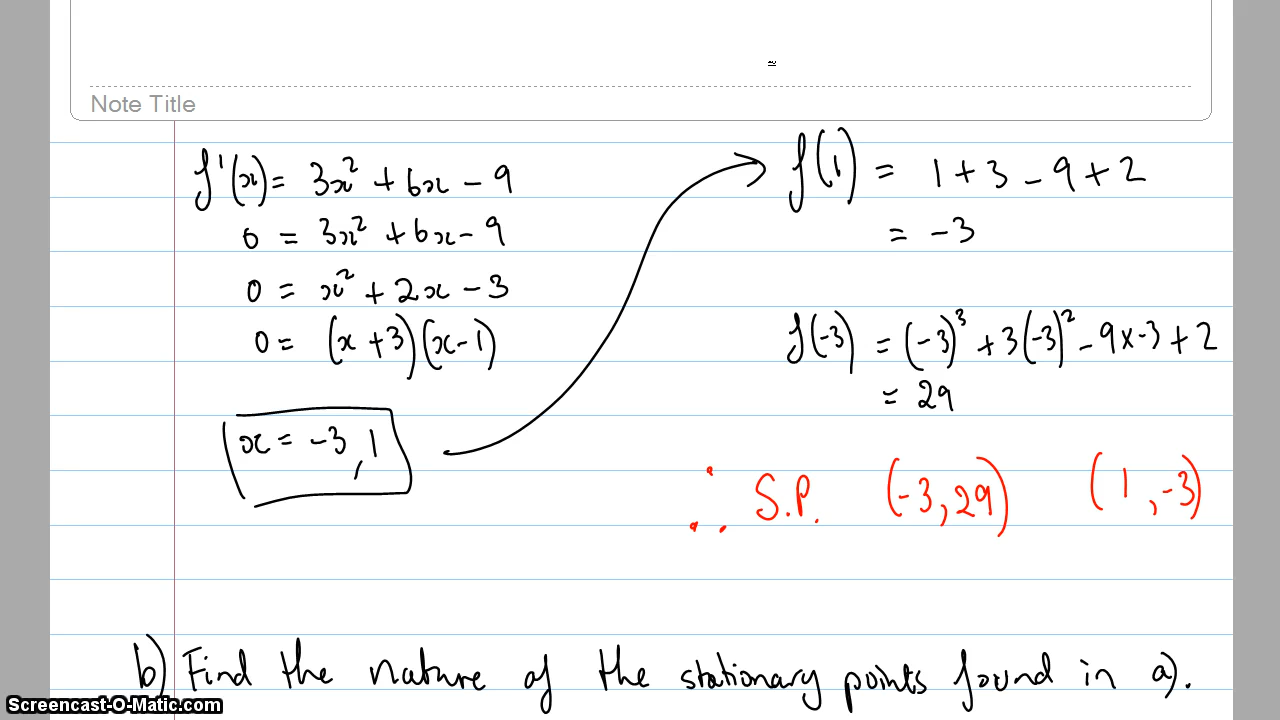 Note Title
f'(x) = 3x² + 6x - 9
0 = 3x² + 6x - 9
0 = x² + 2x - 3
0 = (x + 3)(x - 1)
x = -3, 1
f(1) = 1 + 3 - 9 + 2
= -3
f(-3) = (-3)³ + 3(-3)² - 9 x -3 + 2
= 29
∴ S.P. (-3, 29) (1, -3)
b) Find the nature of the stationary points found in a).
Screencast-O-Matic.com